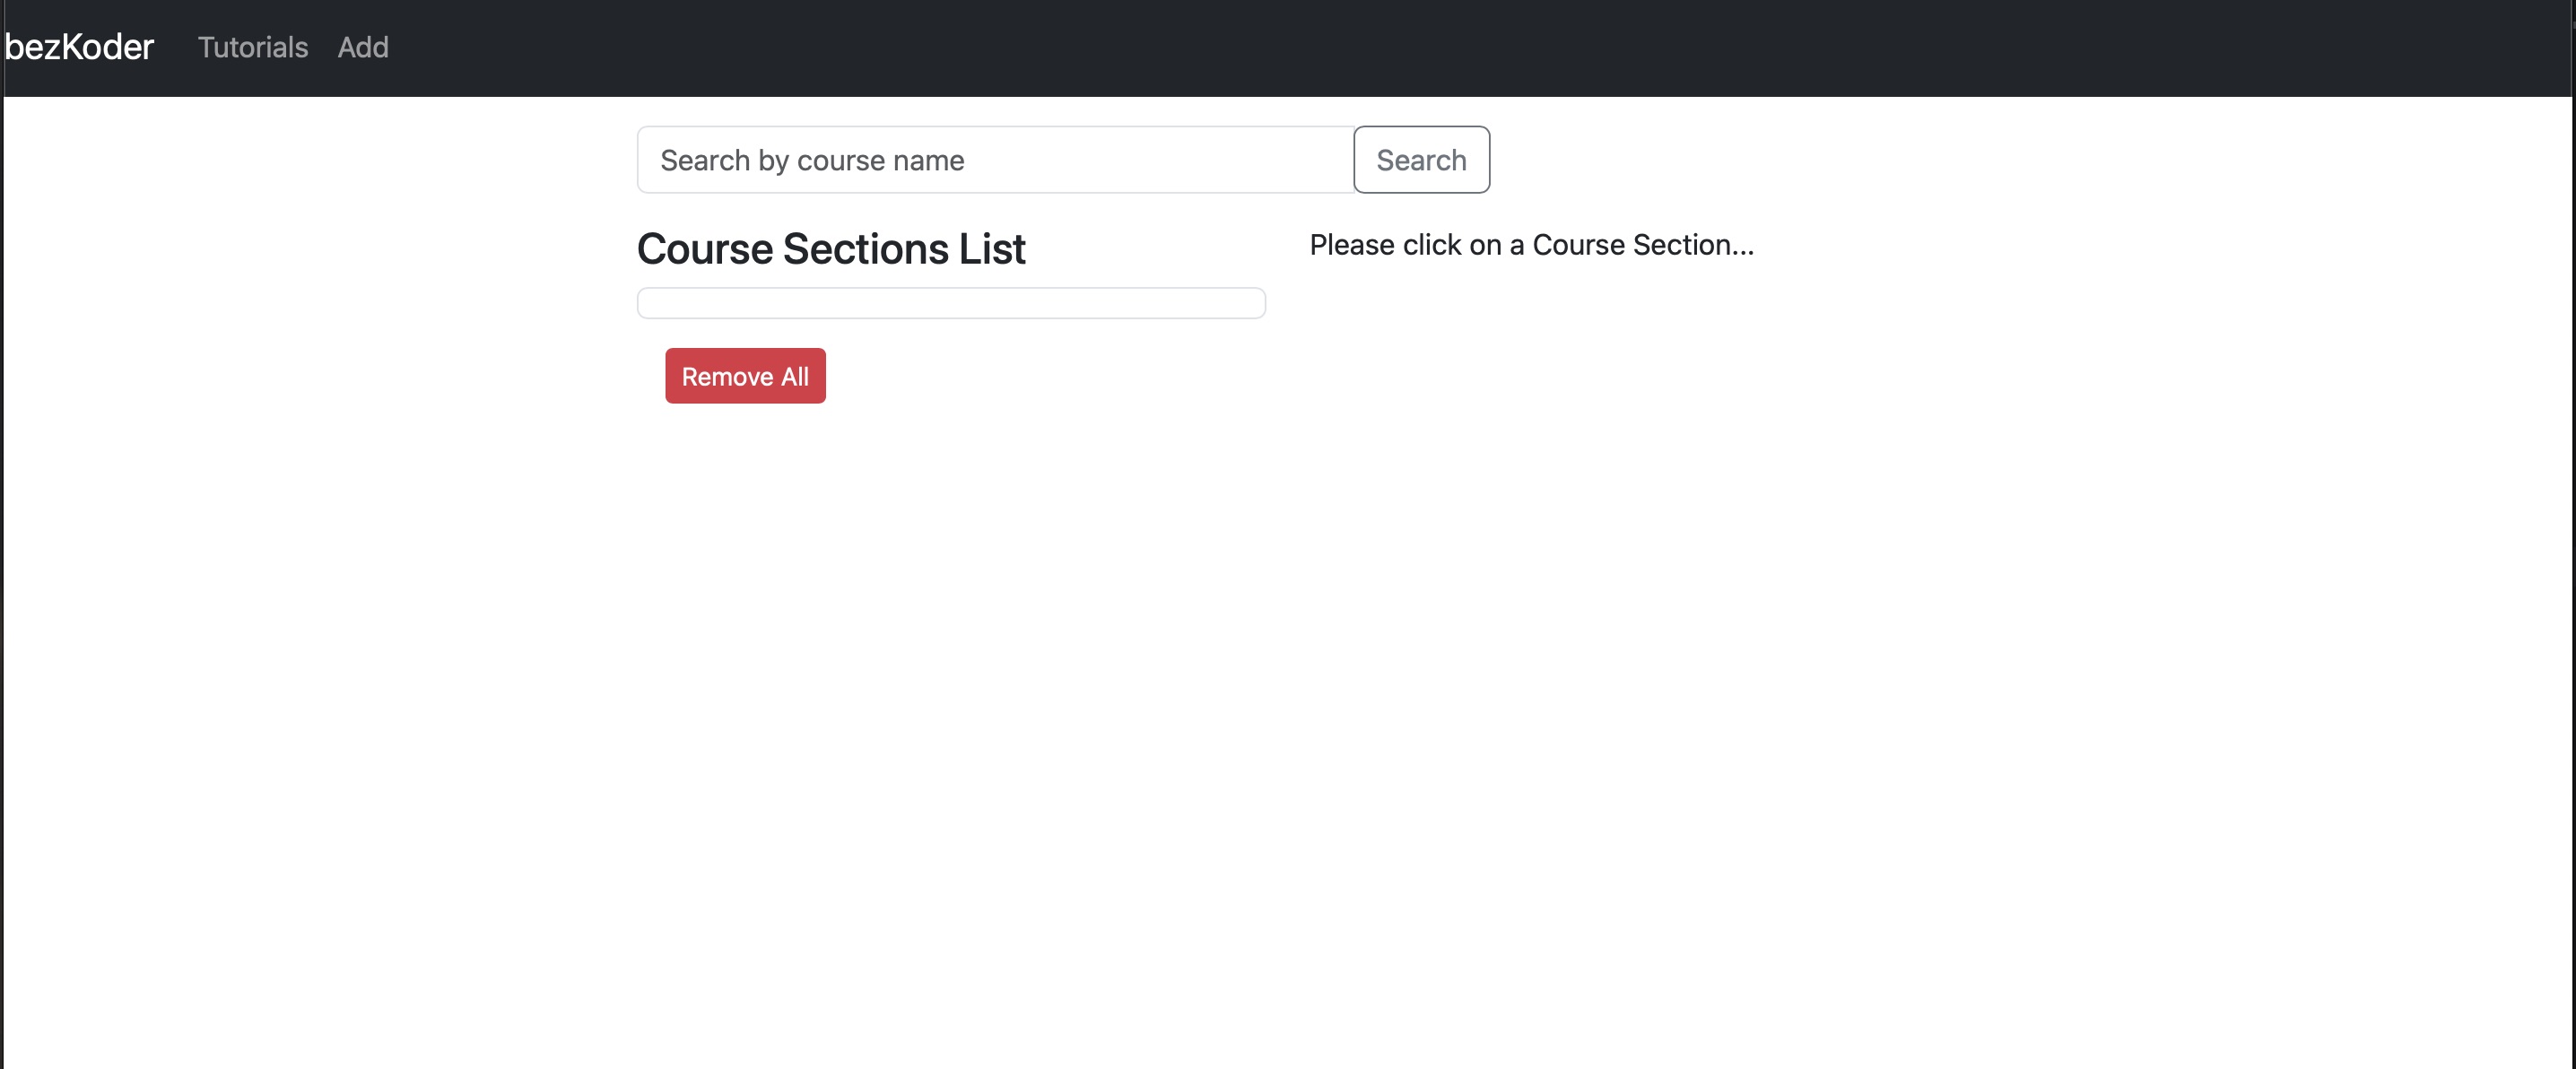 bezKoder Tutorials Add
Search by course name Search
Course Sections List
Please click on a Course Section...
Remove All